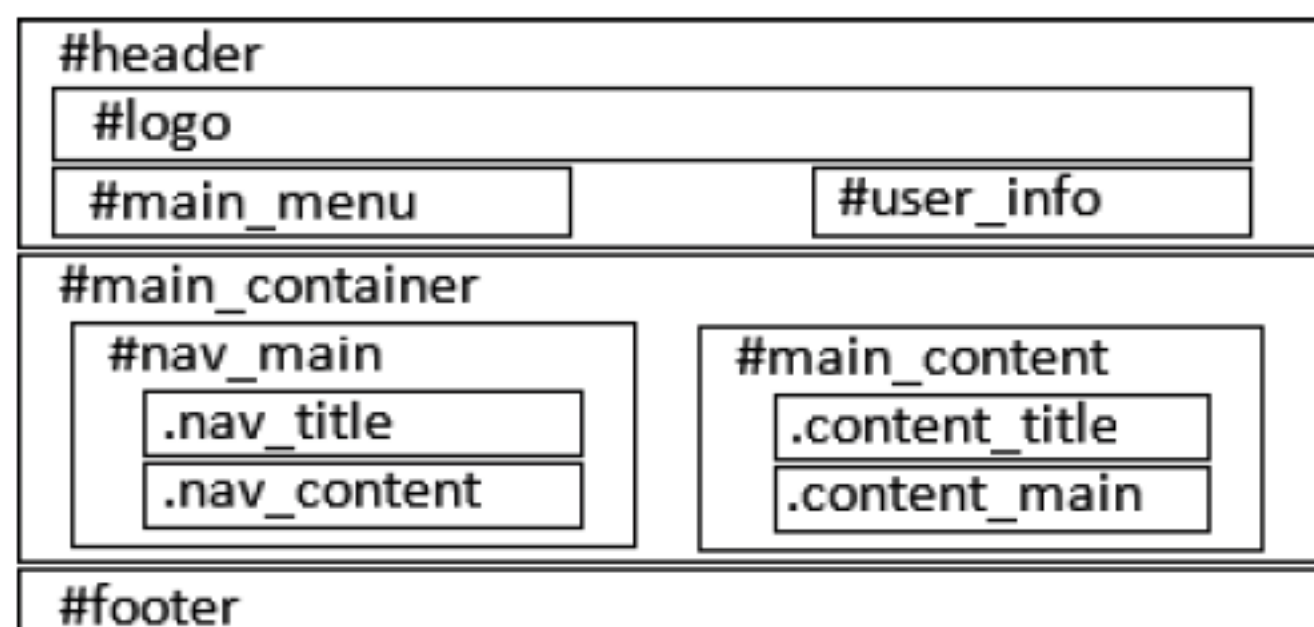 #header
#logo
#main_menu
#user_info
#main_container
#nav_main
.nav_title
.nav_content
#main_content
.content_title
.content_main
#footer